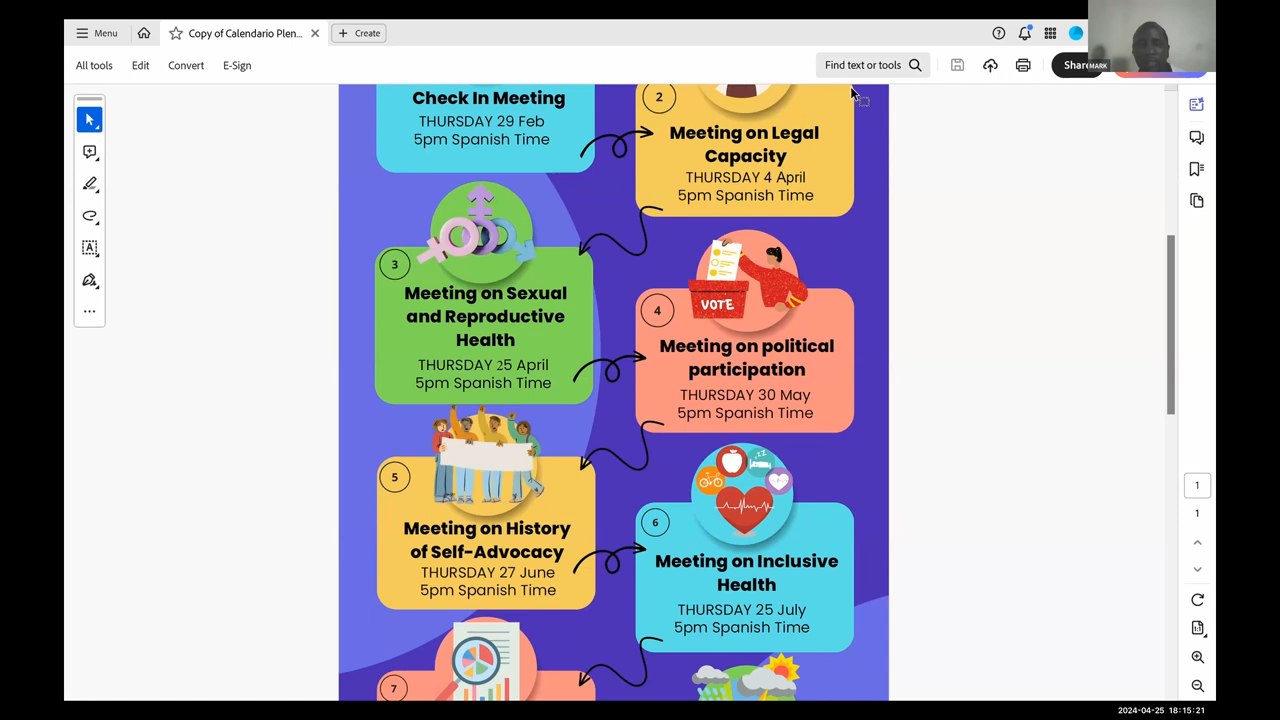 Menu
Copy of Calendario Plen...
Create
All tools
Edit
Convert
E-Sign
Find text or tools
MARK
Check In Meeting
THURSDAY 29 Feb
5pm Spanish Time
2
Meeting on Legal
Capacity
THURSDAY 4 April
5pm Spanish Time
3
Meeting on Sexual
and Reproductive
Health
THURSDAY 25 April
5pm Spanish Time
4
VOTE
Meeting on political
participation
THURSDAY 30 May
5pm Spanish Time
5
Meeting on History
of Self-Advocacy
THURSDAY 27 June
5pm Spanish Time
6
Meeting on Inclusive
Health
THURSDAY 25 July
5pm Spanish Time
7
1
1
2024-04-25 18:15:21